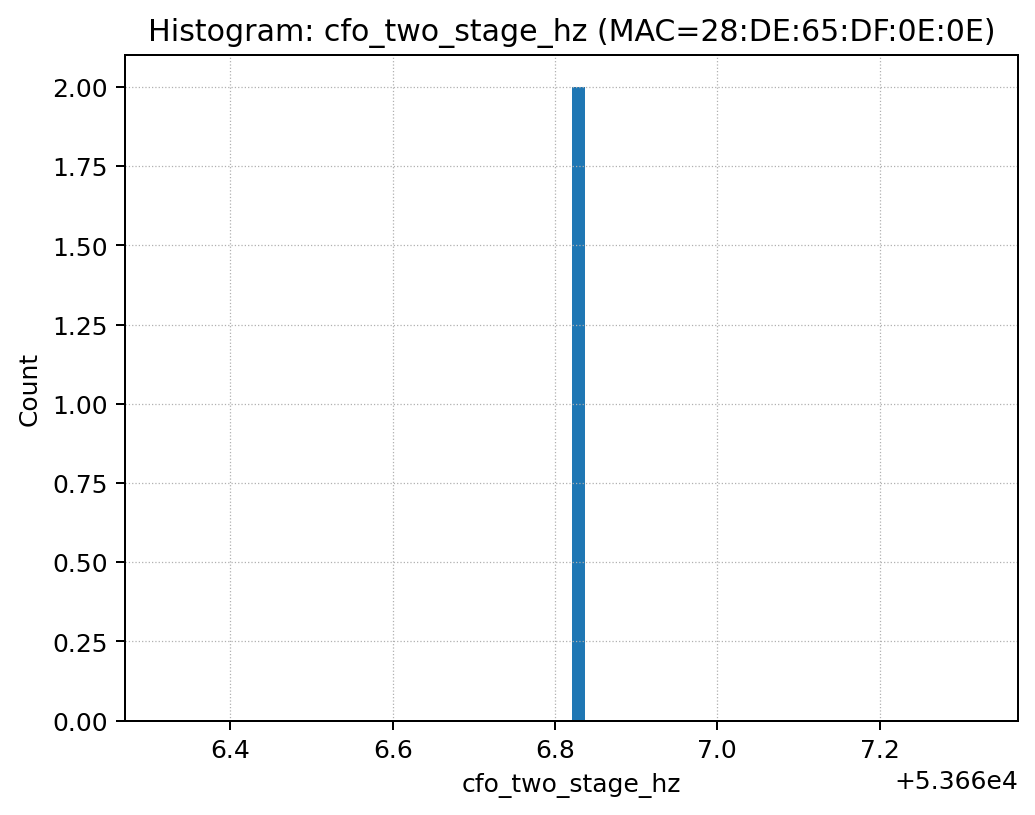 Histogram: cfo_two_stage_hz (MAC=28:DE:65:DF:0E:0E)
2.00
1.75
1.50
1.25
1.00
0.75
0.50
0.25
0.00
Count
6.4 6.6 6.8 7.0 7.2
cfo_two_stage_hz
+5.366e4